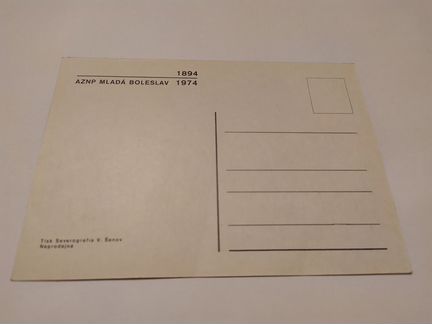 1894
AZNP MLADÁ BOLESLAV 1974
Tisk Severografia K. Šenov
Neprodejné